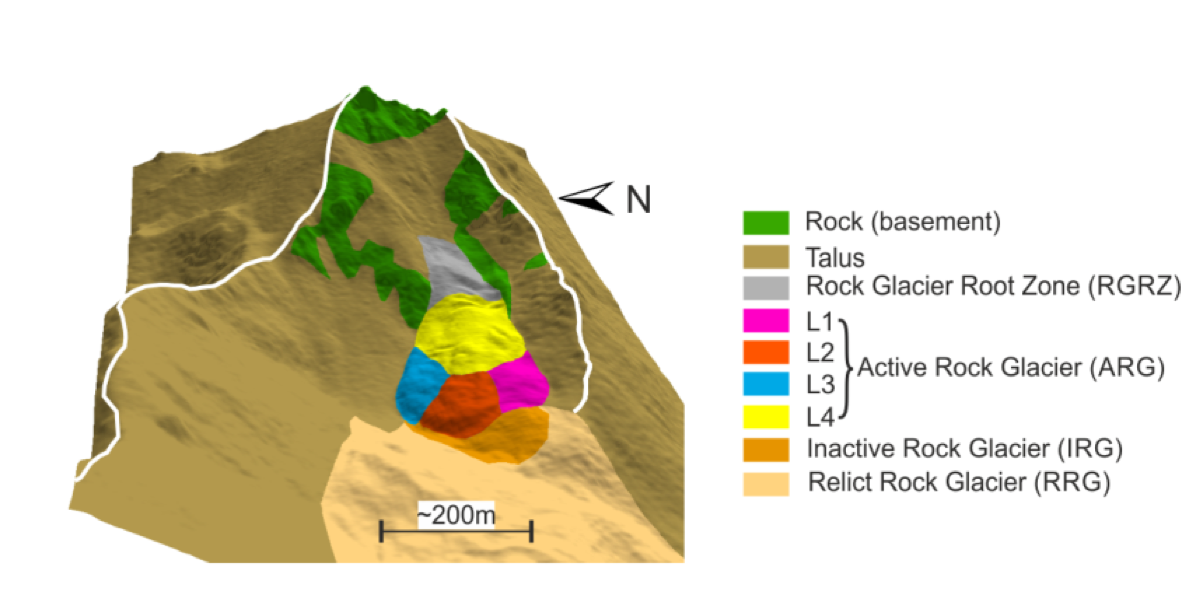 N
Rock (basement)
Talus
Rock Glacier Root Zone (RGRZ)
L1
L2
Active Rock Glacier (ARG)
L3
L4
Inactive Rock Glacier (IRG)
Relict Rock Glacier (RRG)
~200m